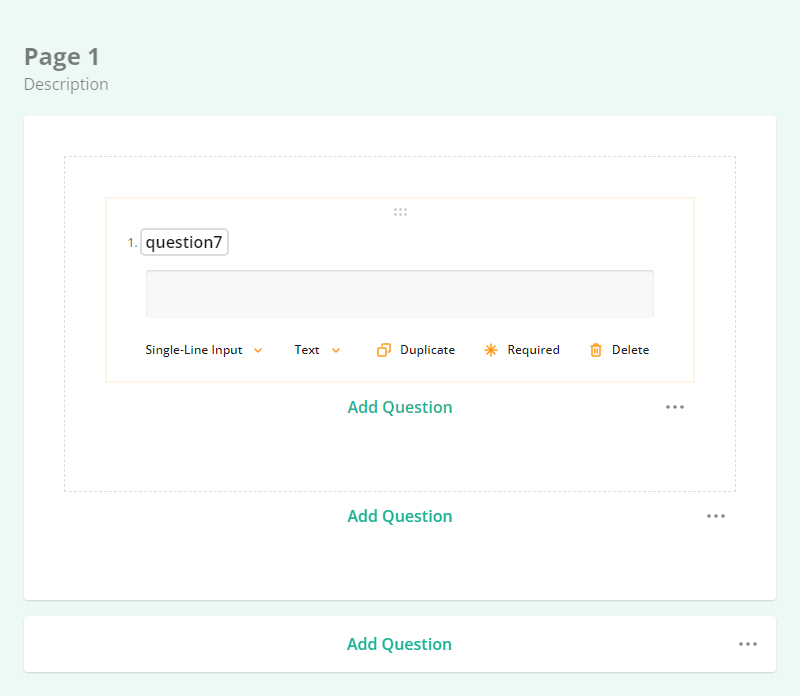 Page 1
Description
1. question7
Single-Line Input Text Duplicate Required Delete
Add Question
Add Question
Add Question